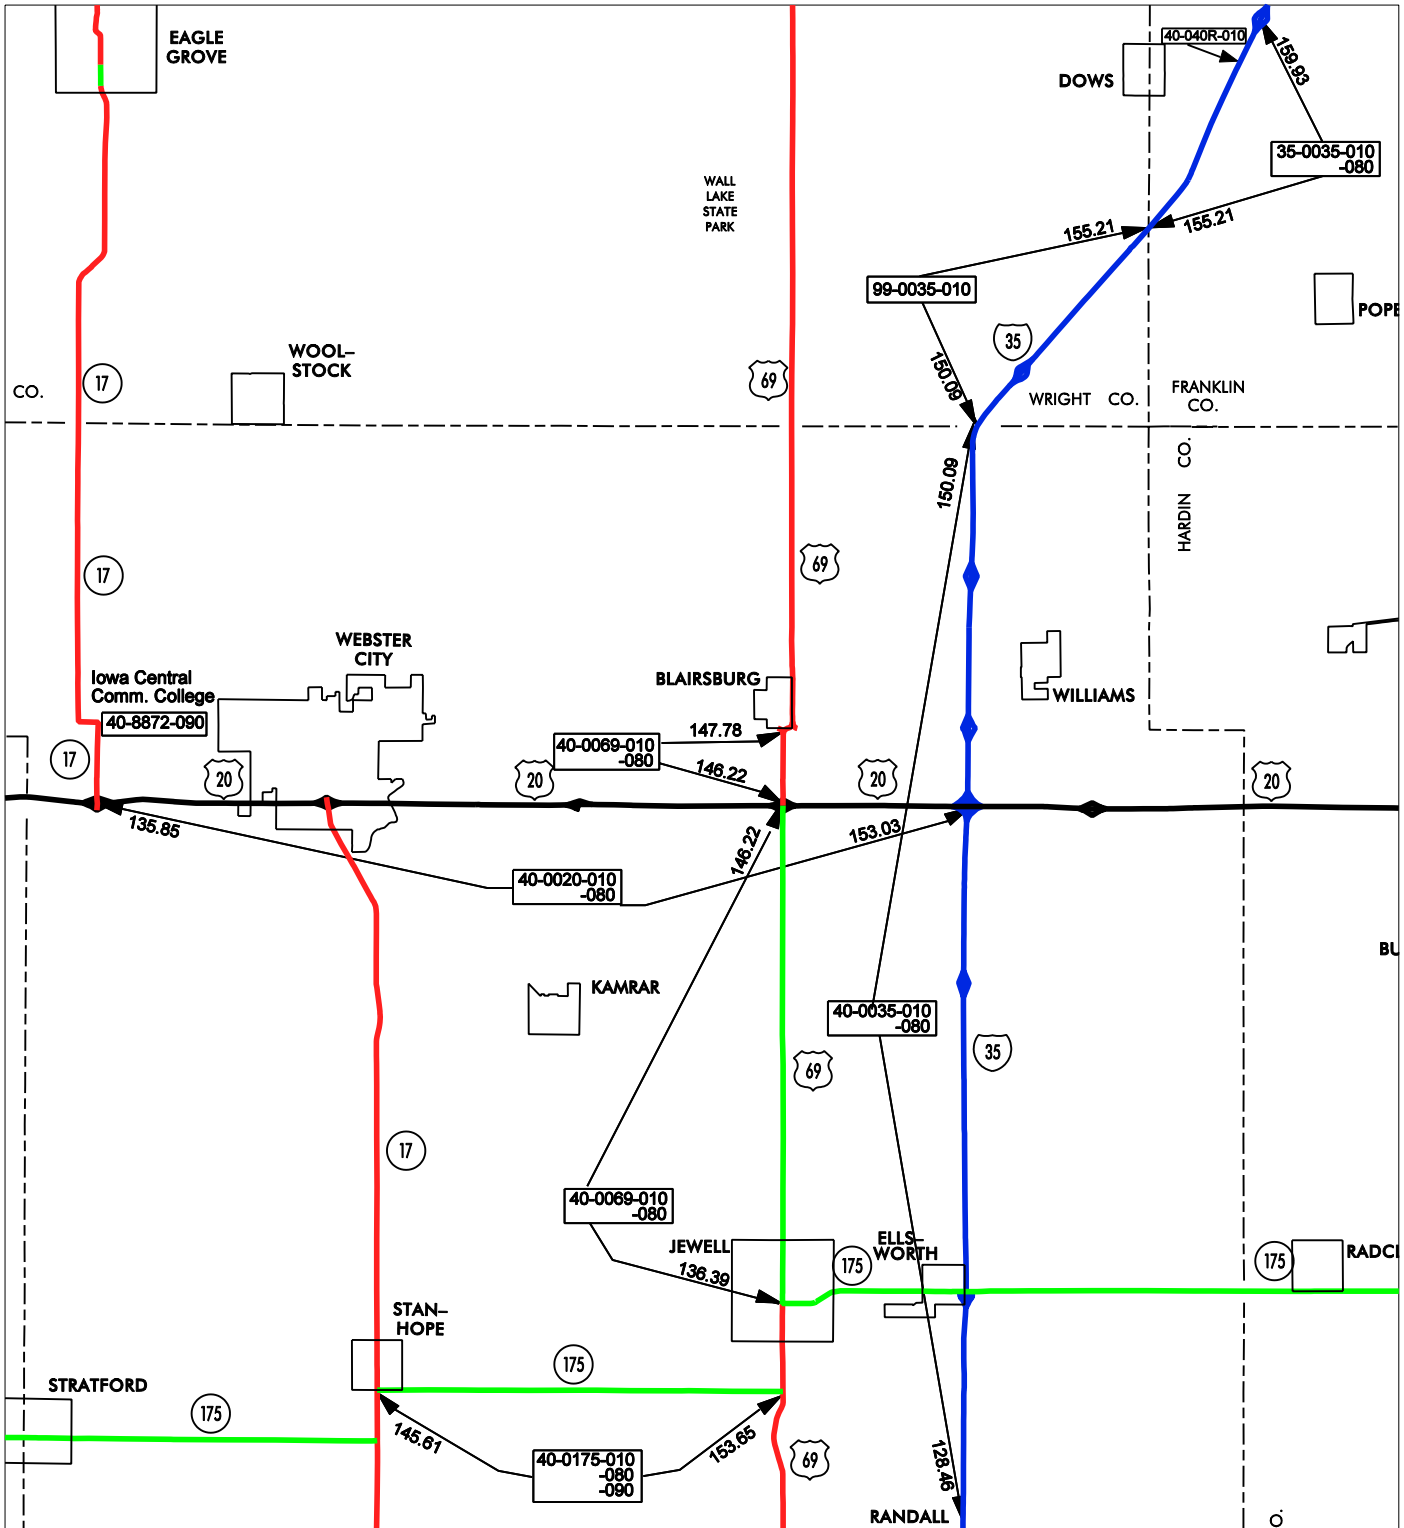 EAGLE
GROVE
40-040R-010
DOWS
159.93
35-0035-010
-080
WALL
LAKE
STATE
PARK
155.21
155.21
99-0035-010
POPE
35
150.09
WOOL-
STOCK
17
69
CO.
WRIGHT CO.
FRANKLIN
CO.
HARDIN CO.
150.09
17
69
WEBSTER
CITY
Iowa Central
Comm. College
40-8872-090
BLAIRSBURG
WILLIAMS
17
20
40-0069-010
-080
147.78
146.22
20
20
20
135.85
146.22
153.03
40-0020-010
-080
BU
KAMRAR
40-0035-010
-080
69
35
17
40-0069-010
-080
JEWELL
136.39
175
ELLS-
WORTH
175
RADCL
STAN-
HOPE
STRATFORD
175
175
145.61
153.65
40-0175-010
-080
-090
69
128.46
RANDALL
O.